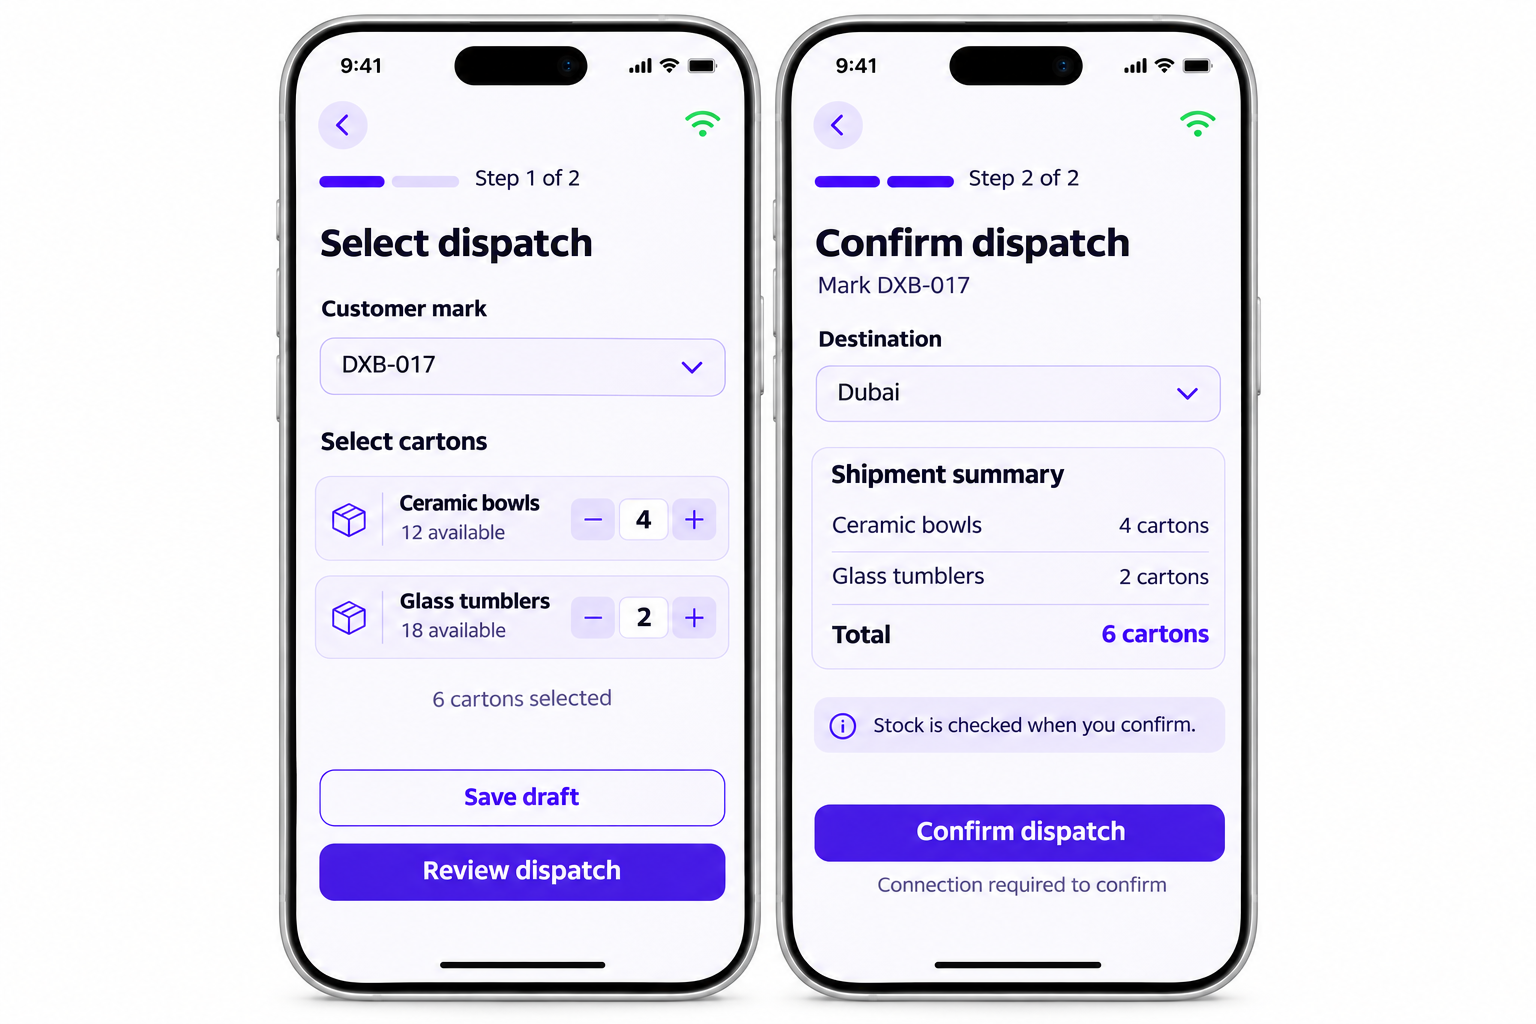 9:41
Step 1 of 2
Select dispatch
Customer mark
DXB-017
Select cartons
Ceramic bowls
12 available
4
Glass tumblers
18 available
2
6 cartons selected
Save draft
Review dispatch
9:41
Step 2 of 2
Confirm dispatch
Mark DXB-017
Destination
Dubai
Shipment summary
Ceramic bowls 4 cartons
Glass tumblers 2 cartons
Total 6 cartons
Stock is checked when you confirm.
Confirm dispatch
Connection required to confirm